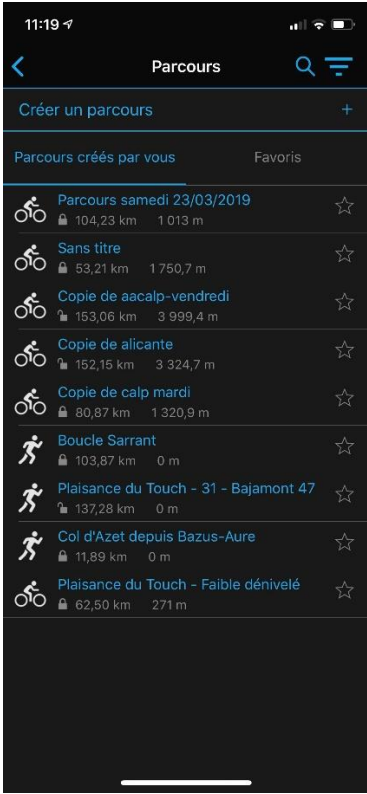 11:19
Parcours
Créer un parcours +
Parcours créés par vous Favoris
Parcours samedi 23/03/2019
104,23 km 1 013 m
Sans titre
53,21 km 1 750,7 m
Copie de aacalp-vendredi
153,06 km 3 999,4 m
Copie de alicante
152,15 km 3 324,7 m
Copie de calp mardi
80,87 km 1 320,9 m
Boucle Sarrant
103,87 km 0 m
Plaisance du Touch - 31 - Bajamont 47
137,28 km 0 m
Col d'Azet depuis Bazus-Aure
11,89 km 0 m
Plaisance du Touch - Faible dénivelé
62,50 km 271 m